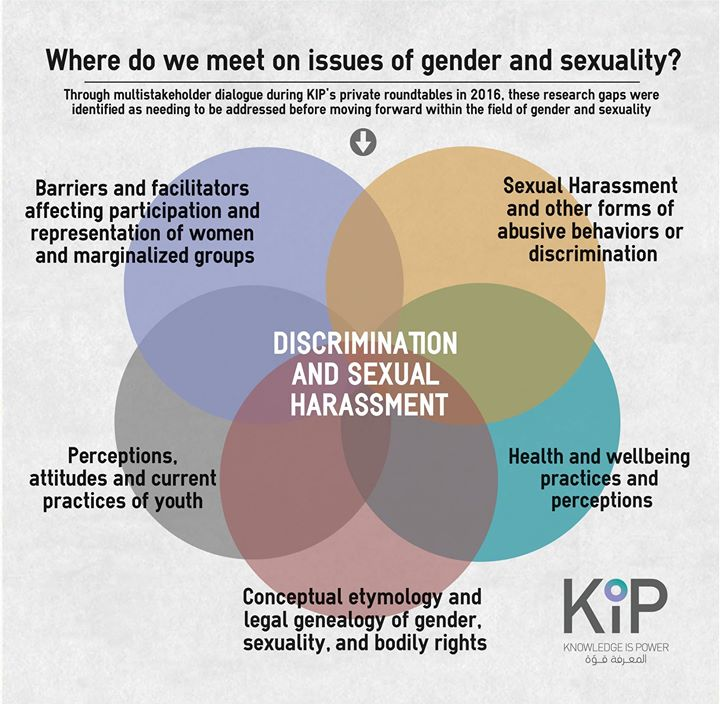 Where do we meet on issues of gender and sexuality?
Through multistakeholder dialogue during KIP's private roundtables in 2016, these research gaps were
identified as needing to be addressed before moving forward within the field of gender and sexuality
Barriers and facilitators
affecting participation and
representation of women
and marginalized groups
Sexual Harassment
and other forms of
abusive behaviors or
discrimination
DISCRIMINATION
AND SEXUAL
HARASSMENT
Perceptions,
attitudes and current
practices of youth
Health and wellbeing
practices and
perceptions
Conceptual etymology and
legal genealogy of gender,
sexuality, and bodily rights
KiP
KNOWLEDGE IS POWER
المعرفة قـوّة